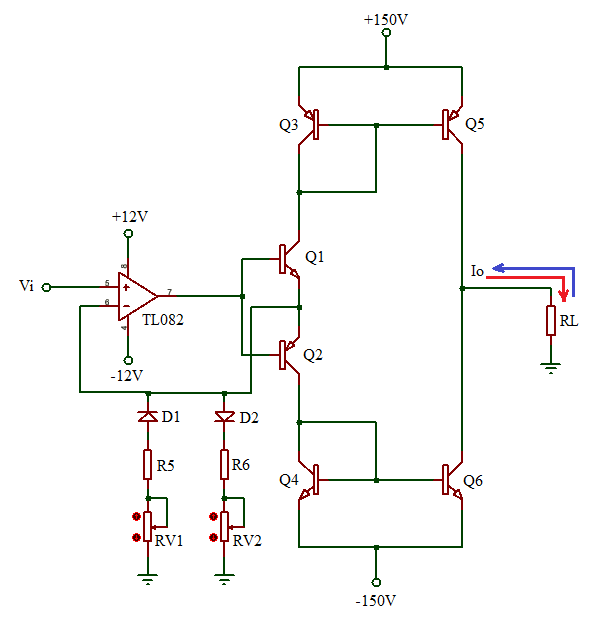 +150V
Q3
Q5
+12V
Q1
8
Vi
5
+
7
6
-
TL082
4
Io
RL
Q2
-12V
D1
D2
R5
R6
Q4
Q6
RV1
RV2
-150V